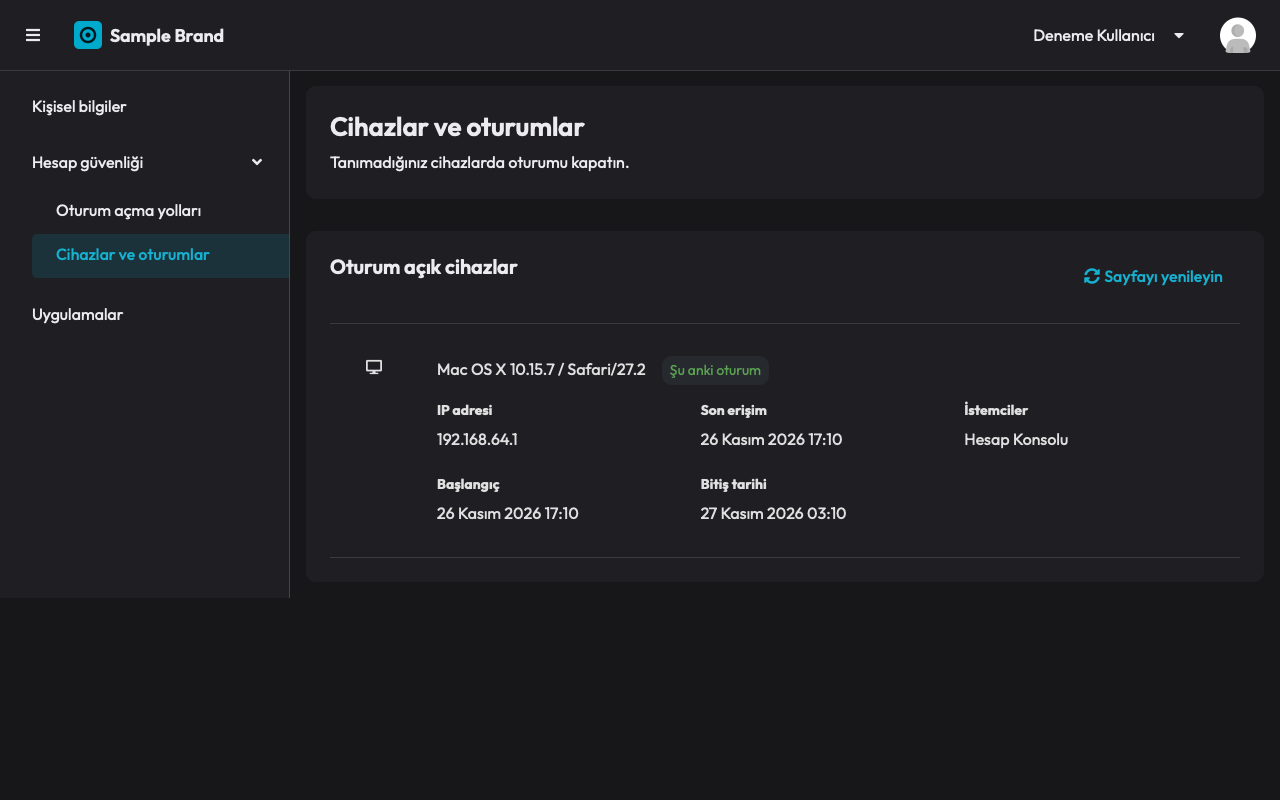 Sample Brand
Deneme Kullanıcı
Kişisel bilgiler
Hesap güvenliği
Oturum açma yolları
Cihazlar ve oturumlar
Uygulamalar
Cihazlar ve oturumlar
Tanımadığınız cihazlarda oturumu kapatın.
Oturum açık cihazlar
Sayfayı yenileyin
Mac OS X 10.15.7 / Safari/27.2
Şu anki oturum
IP adresi
192.168.64.1
Son erişim
26 Kasım 2026 17:10
İstemciler
Hesap Konsolu
Başlangıç
26 Kasım 2026 17:10
Bitiş tarihi
27 Kasım 2026 03:10